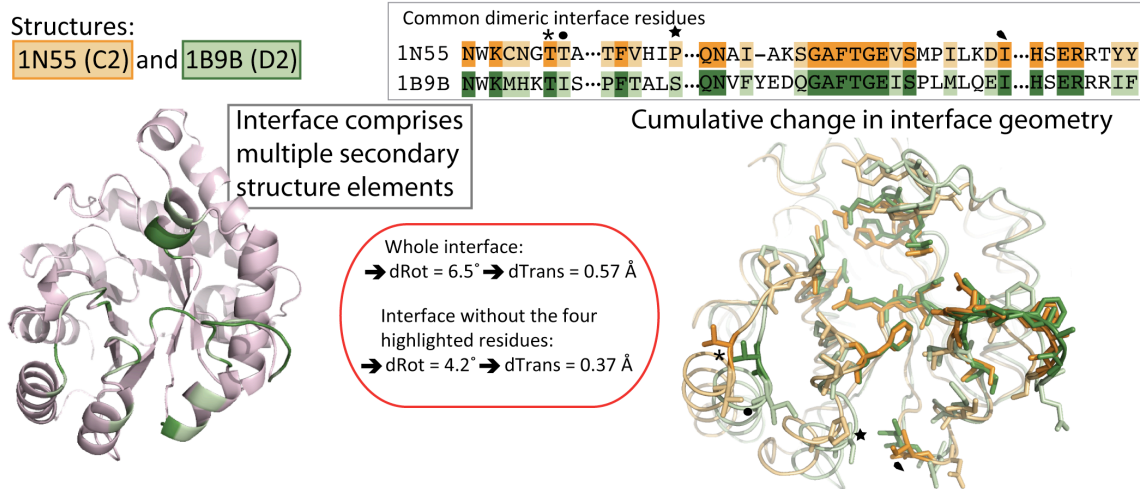 Structures:
1N55 (C2) and 1B9B (D2)
Common dimeric interface residues
* ● ★
1N55 NWKCNGTTA···TFVHIP···QNAI-AKSGAFTGEVSMPILKDI···HSERRTYY
1B9B NWKMHKTIS···PFTALS···QNVFYEDQGAFTGEISPLMLQEI···HSERRRIF
Interface comprises
multiple secondary
structure elements
Cumulative change in interface geometry
Whole interface:
➔ dRot = 6.5˚ ➔ dTrans = 0.57 Å
Interface without the four
highlighted residues:
➔ dRot = 4.2˚ ➔ dTrans = 0.37 Å
*
●
★